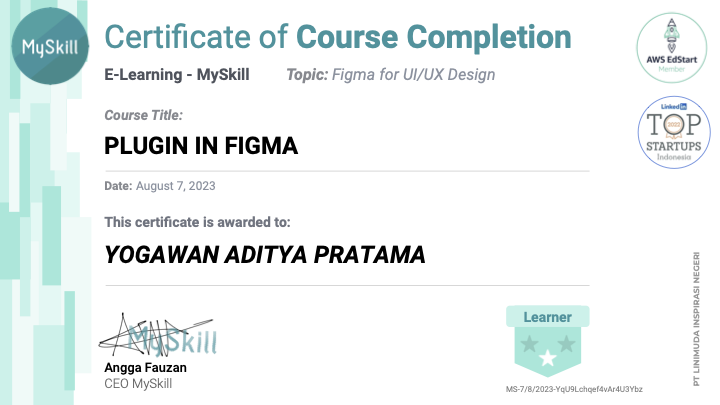 MySkill
Certificate of Course Completion
AWS EdStart
Member
E-Learning - MySkill Topic: Figma for UI/UX Design
LinkedIn
2022
TOP
STARTUPS
Indonesia
Course Title:
PLUGIN IN FIGMA
Date: August 7, 2023
This certificate is awarded to:
YOGAWAN ADITYA PRATAMA
PT LINIMUDA INSPIRASI NEGERI
MySkill
Angga Fauzan
CEO MySkill
Learner
MS-7/8/2023-YqU9Lchqef4vAr4U3Ybz